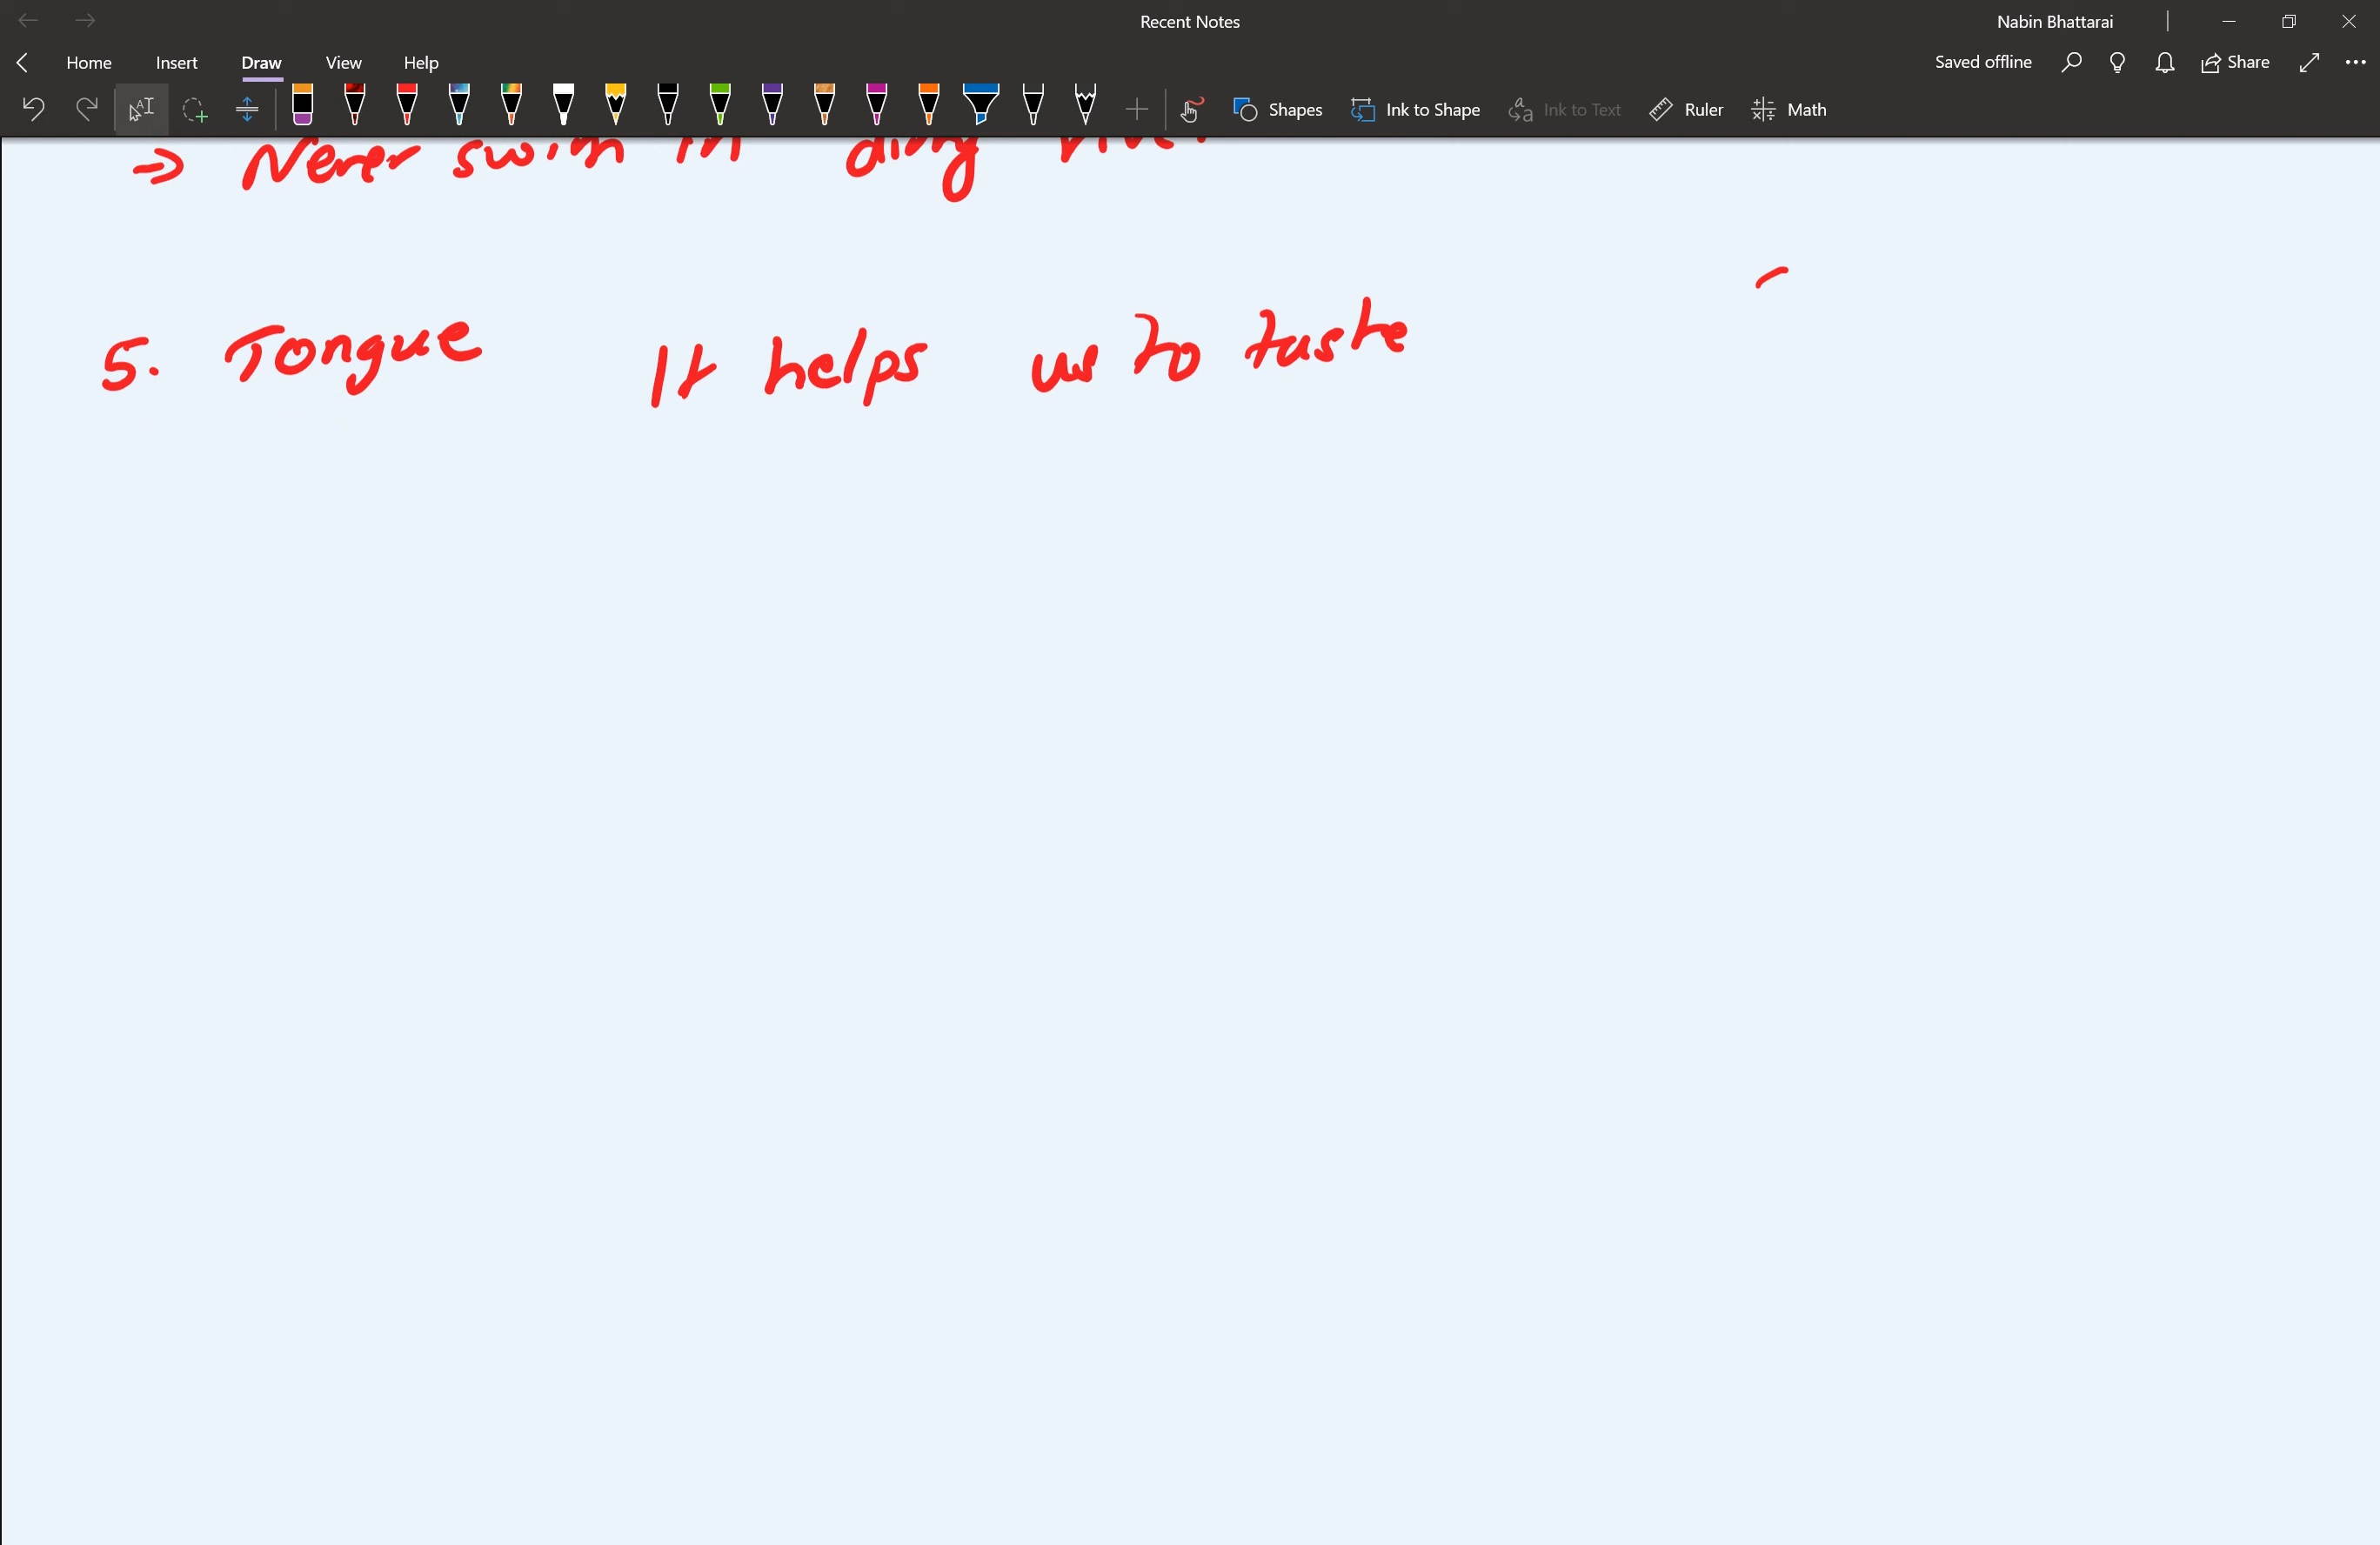 Recent Notes Nabin Bhattarai
Home Insert Draw View Help Saved offline Share
Shapes Ink to Shape Ink to Text Ruler Math
⇒ Never swim in
5. Tongue It helps us to taste